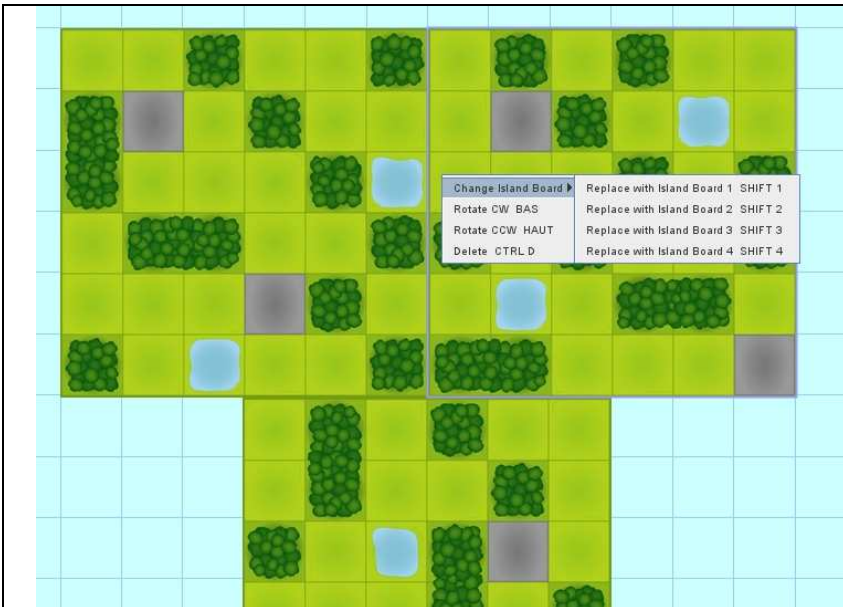 Change Island Board
Rotate CW BAS
Rotate CCW HAUT
Delete CTRL D
Replace with Island Board 1 SHIFT 1
Replace with Island Board 2 SHIFT 2
Replace with Island Board 3 SHIFT 3
Replace with Island Board 4 SHIFT 4